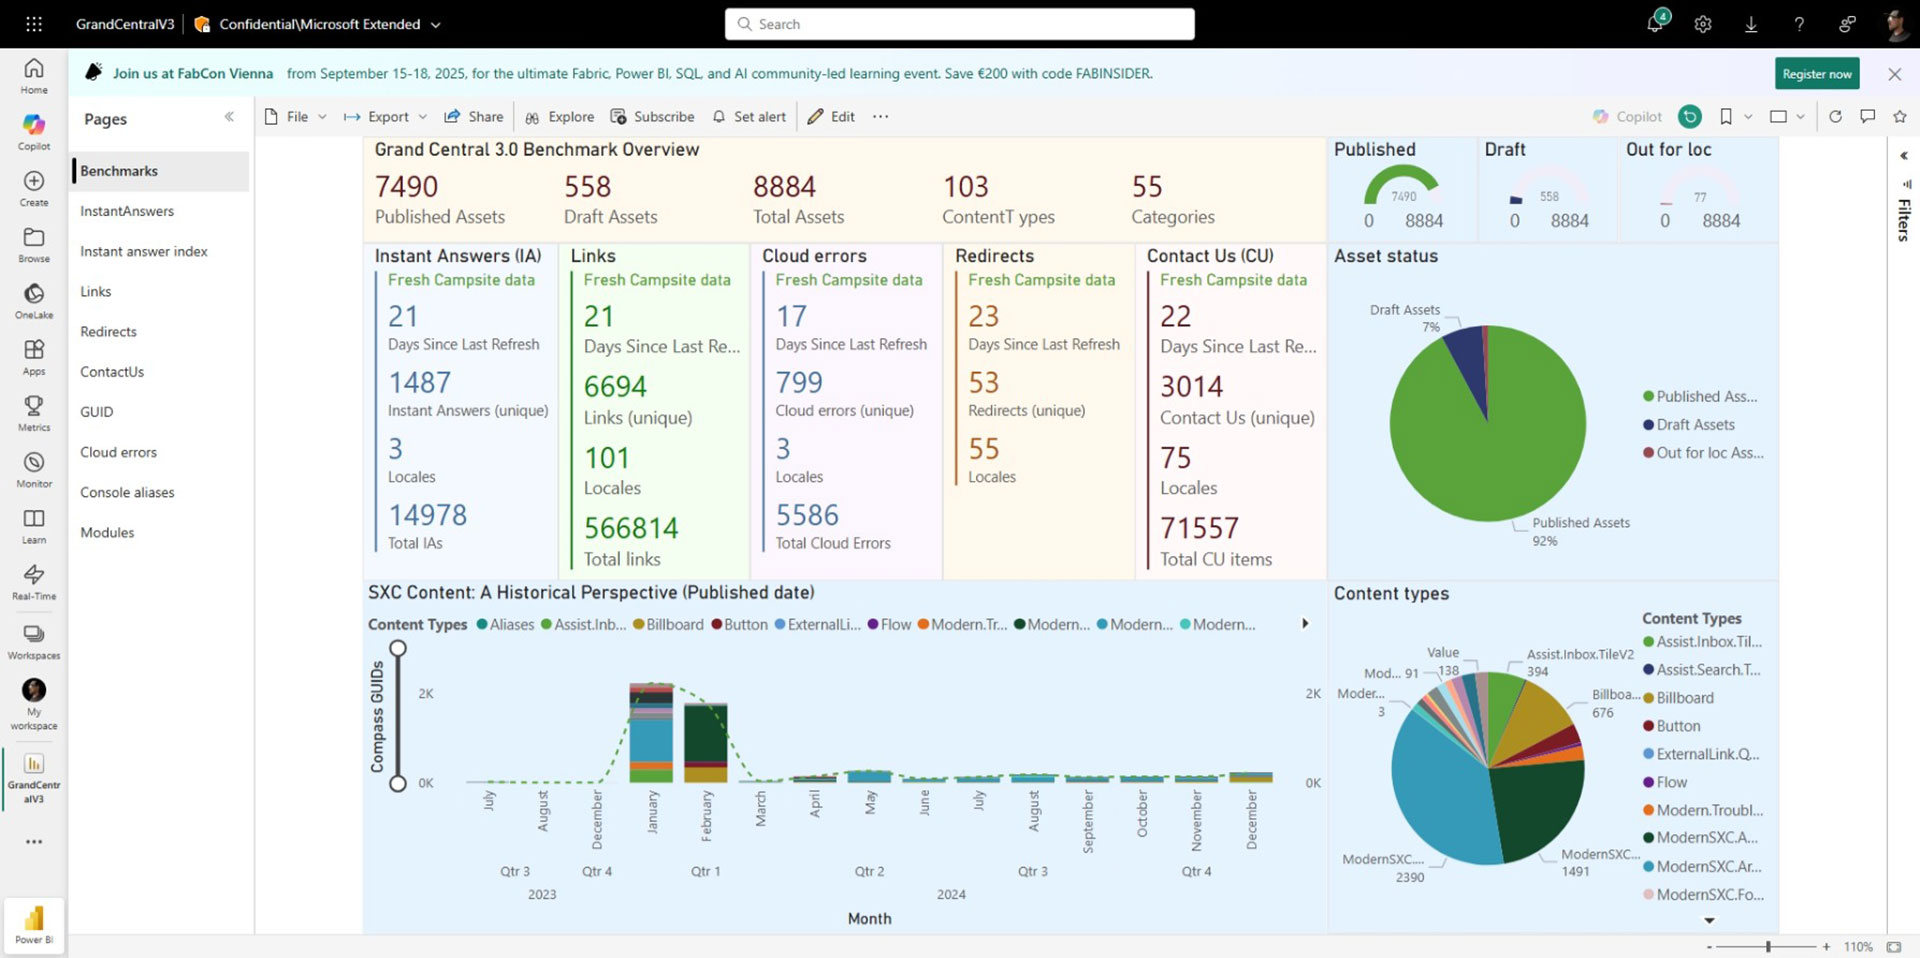 GrandCentralV3
Confidential\Microsoft Extended
Search
4
Join us at FabCon Vienna from September 15-18, 2025, for the ultimate Fabric, Power BI, SQL, and AI community-led learning event. Save €200 with code FABINSIDER.
Register now
Home
Copilot
Create
Browse
OneLake
Apps
Metrics
Monitor
Learn
Real-Time
Workspaces
My
workspace
GrandCentr
alV3
Power BI
Pages
Benchmarks
InstantAnswers
Instant answer index
Links
Redirects
ContactUs
GUID
Cloud errors
Console aliases
Modules
File
Export
Share
Explore
Subscribe
Set alert
Edit
Copilot
Filters
Grand Central 3.0 Benchmark Overview
7490
Published Assets
558
Draft Assets
8884
Total Assets
103
ContentT ypes
55
Categories
Published
7490
0 8884
Draft
558
0 8884
Out for loc
77
0 8884
Instant Answers (IA)
Fresh Campsite data
21
Days Since Last Refresh
1487
Instant Answers (unique)
3
Locales
14978
Total IAs
Links
Fresh Campsite data
21
Days Since Last Re...
6694
Links (unique)
101
Locales
566814
Total links
Cloud errors
Fresh Campsite data
17
Days Since Last Refresh
799
Cloud errors (unique)
3
Locales
5586
Total Cloud Errors
Redirects
Fresh Campsite data
23
Days Since Last Refresh
53
Redirects (unique)
55
Locales
Contact Us (CU)
Fresh Campsite data
22
Days Since Last Re...
3014
Contact Us (unique)
75
Locales
71557
Total CU items
Asset status
Draft Assets
7%
Published Assets
92%
Published Ass...
Draft Assets
Out for loc Ass...
SXC Content: A Historical Perspective (Published date)
Content Types Aliases Assist.Inb... Billboard Button ExternalLi... Flow Modern.Tr... Modern... Modern... Modern...
Compass GUIDs
2K
0K
2K
0K
July August December January February March April May June July August September October November December
Qtr 3 Qtr 4 Qtr 1 Qtr 2 Qtr 3 Qtr 4
2023 2024
Month
Content types
Value
138
Mod... 91
Moder...
3
Assist.Inbox.TileV2
394
Billboa...
676
ModernSXC...
1491
ModernSXC....
2390
Content Types
Assist.Inbox.Til...
Assist.Search.T...
Billboard
Button
ExternalLink.Q...
Flow
Modern.Troubl...
ModernSXC.A...
ModernSXC.Ar...
ModernSXC.Fo...
- + 110%